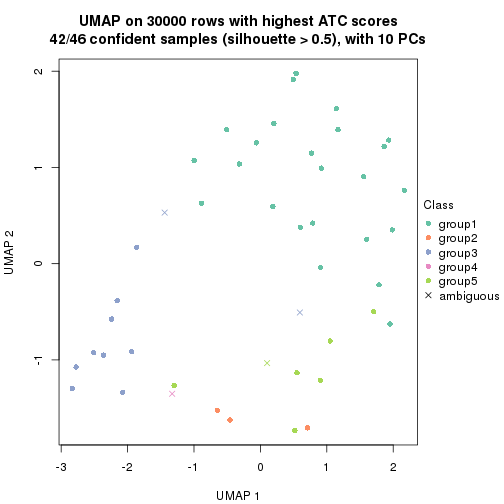 UMAP on 30000 rows with highest ATC scores
42/46 confident samples (silhouette > 0.5), with 10 PCs
2
1
0
-1
UMAP 2
-3
-2
-1
0
1
2
UMAP 1
Class
group1
group2
group3
group4
group5
ambiguous